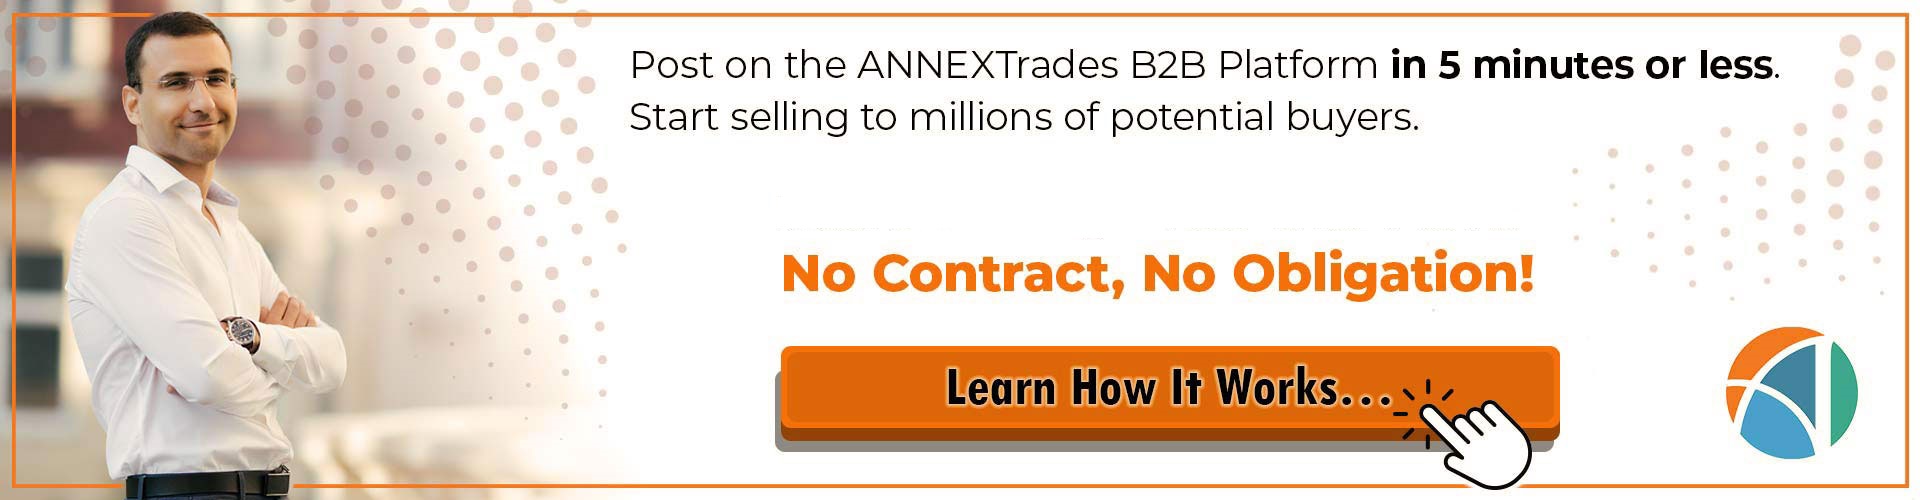 Post on the ANNEXTrades B2B Platform in 5 minutes or less.
Start selling to millions of potential buyers.
No Contract, No Obligation!
Learn How It Works...